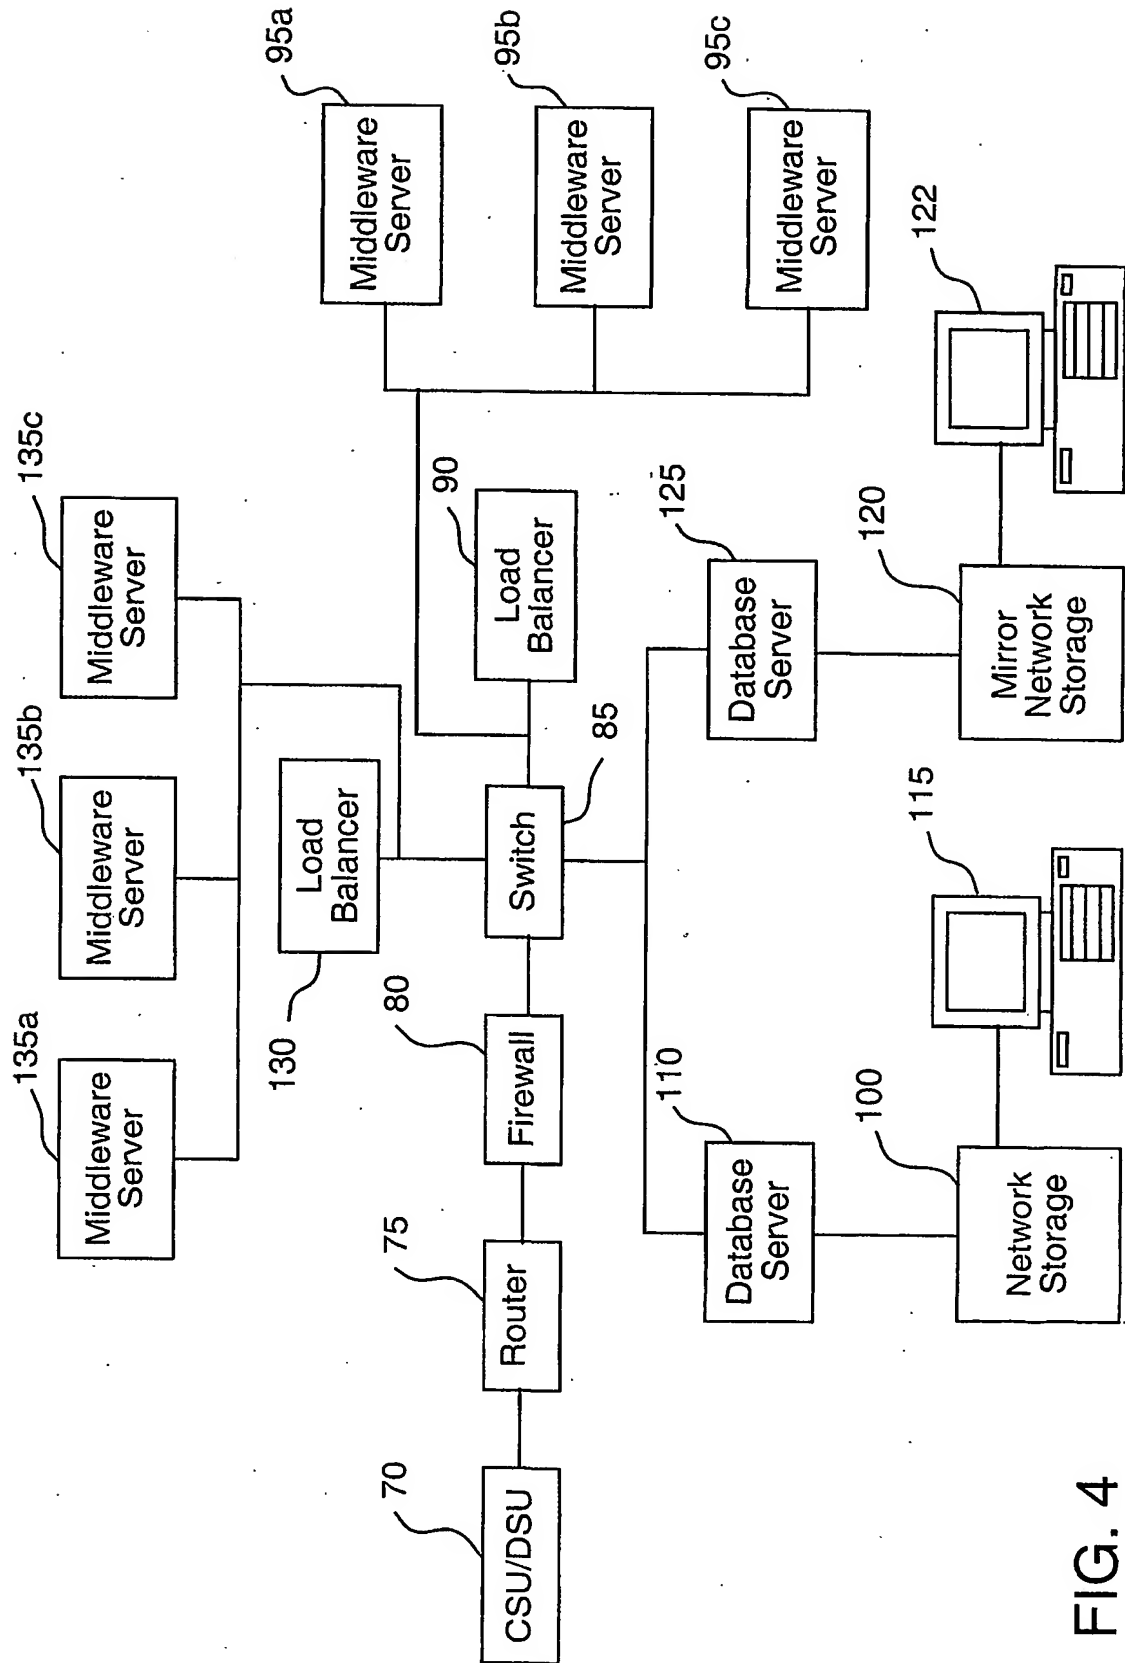 135a
135b
135c
Middleware
Server
Middleware
Server
Middleware
Server
95a
Middleware
Server
130
Load
Balancer
90
Load
Balancer
95b
Middleware
Server
70
CSU/DSU
75
Router
80
Firewall
Switch
85
95c
Middleware
Server
110
Database
Server
125
Database
Server
100
Network
Storage
115
120
Mirror
Network
Storage
122
FIG. 4